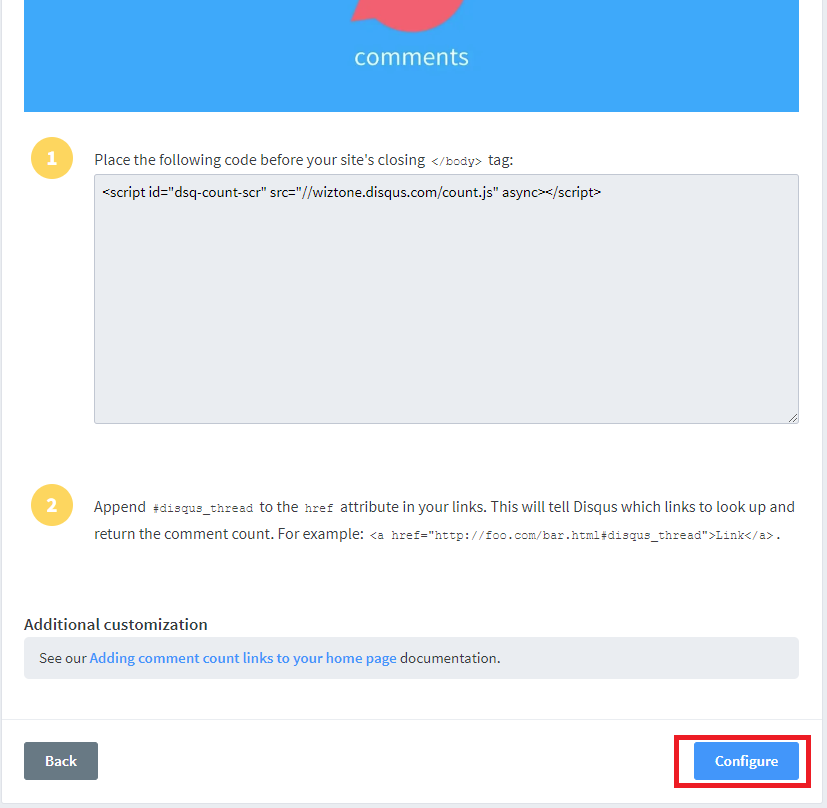 comments
1
Place the following code before your site's closing </body> tag:
<script id="dsq-count-scr" src="//wiztone.disqus.com/count.js" async></script>
2
Append #disqus_thread to the href attribute in your links. This will tell Disqus which links to look up and
return the comment count. For example: <a href="http://foo.com/bar.html#disqus_thread">Link</a>.
Additional customization
See our Adding comment count links to your home page documentation.
Back
Configure